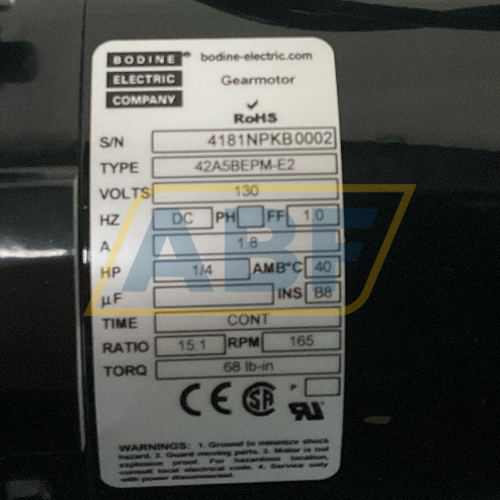 BODINE® bodine-electric.com
ELECTRIC Gearmotor
COMPANY
RoHS
S/N 4181NPKB0002
TYPE 42A5BEPM-E2
VOLTS 130
HZ DC PH FF 1.0
A 1.8
HP 1/4 AMB°C 40
µF INS B8
TIME CONT
RATIO 15:1 RPM 165
TORQ 68 lb-in
P
CE SA RU
WARNINGS: 1. Ground to minimize shock
hazard. 2. Guard moving parts. 3. Motor is not
explosion proof. For hazardous location,
consult local electrical code. 4. Service only
with power disconnected.
ABF